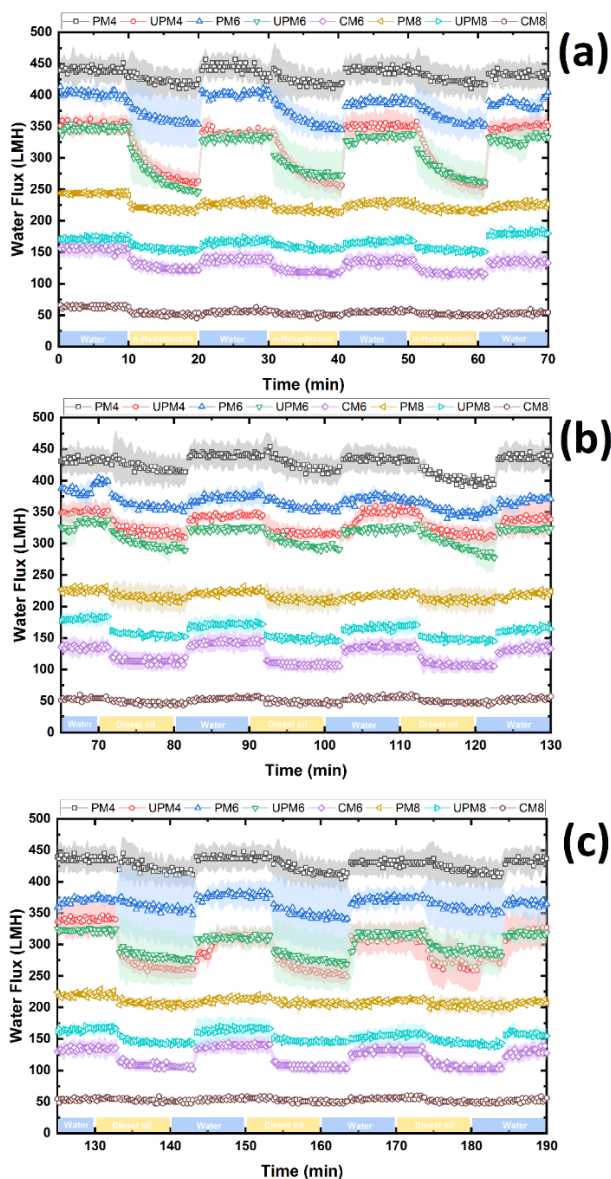 PM4 UPM4 PM6 UPM6 CM6 PM8 UPM8 CM8
(a)
Water Flux (LMH)
500
450
400
350
300
250
200
150
100
50
0
Water n-Hexadecane Water n-Hexadecane Water n-Hexadecane Water
0 10 20 30 40 50 60 70
Time (min)
PM4 UPM4 PM6 UPM6 CM6 PM8 UPM8 CM8
(b)
Water Flux (LMH)
500
450
400
350
300
250
200
150
100
50
0
Water Diesel oil Water Diesel oil Water Diesel oil Water
70 80 90 100 110 120 130
Time (min)
PM4 UPM4 PM6 UPM6 CM6 PM8 UPM8 CM8
(c)
Water Flux (LMH)
500
450
400
350
300
250
200
150
100
50
0
Water Diesel oil Water Diesel oil Water Diesel oil Water
130 140 150 160 170 180 190
Time (min)